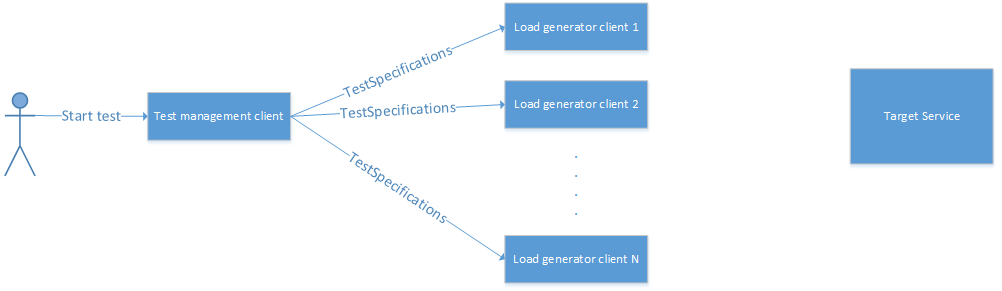 Start test
Test management client
TestSpecifications
TestSpecifications
TestSpecifications
Load generator client 1
Load generator client 2
Load generator client N
Target Service